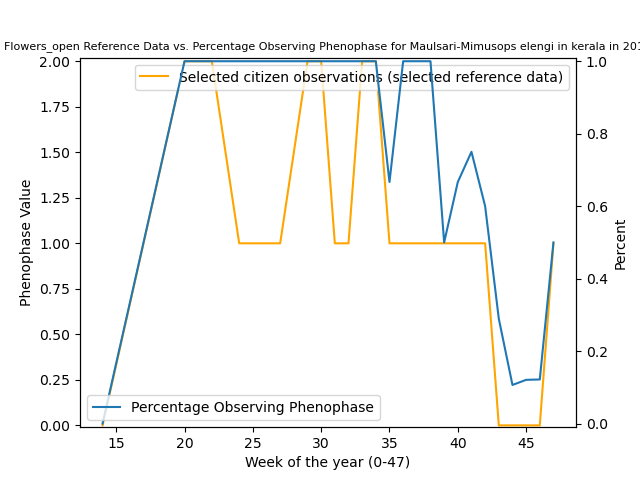 Flowers_open Reference Data vs. Percentage Observing Phenophase for Maulsari-Mimusops elengi in kerala in 201
2.00
1.75
1.50
1.25
1.00
0.75
0.50
0.25
0.00
Phenophase Value
Selected citizen observations (selected reference data)
Percentage Observing Phenophase
1.0
0.8
0.6
0.4
0.2
0.0
Percent
15 20 25 30 35 40 45
Week of the year (0-47)